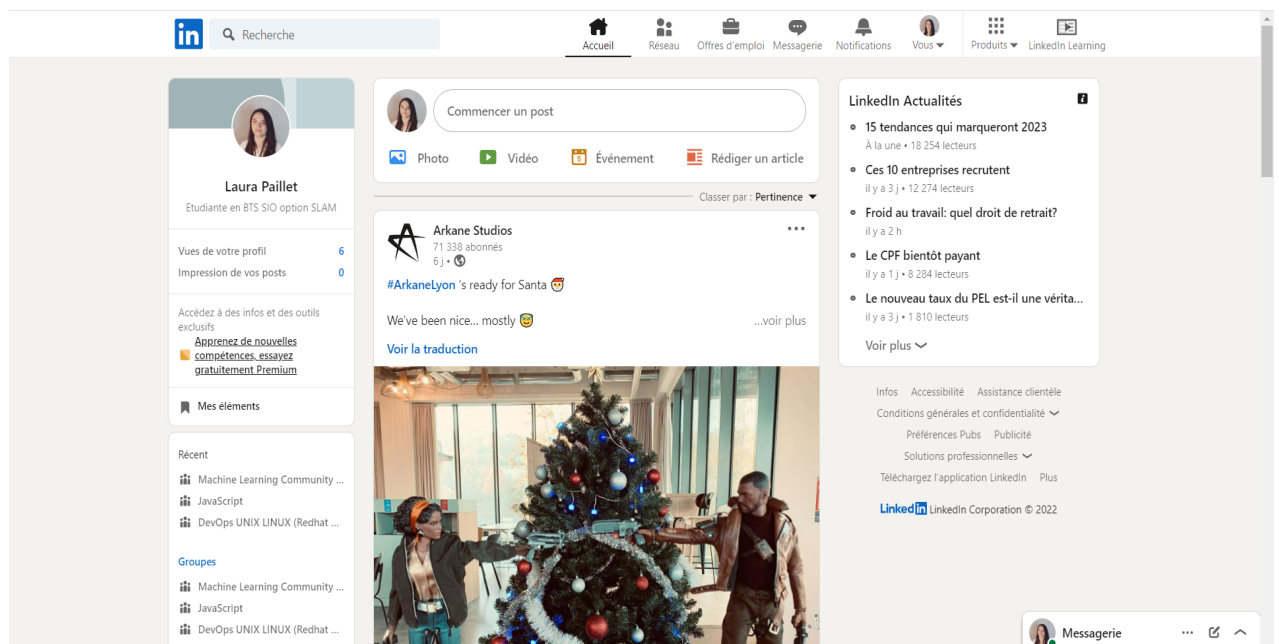 in
Recherche
Accueil
Réseau
Offres d'emploi
Messagerie
Notifications
Vous
Produits
LinkedIn Learning
Laura Paillet
Etudiante en BTS SIO option SLAM
Vues de votre profil 6
Impression de vos posts 0
Accédez à des infos et des outils
exclusifs
Apprenez de nouvelles
compétences, essayez
gratuitement Premium
Mes éléments
Récent
Machine Learning Community ...
JavaScript
DevOps UNIX LINUX (Redhat ...
Groupes
Machine Learning Community ...
JavaScript
DevOps UNIX LINUX (Redhat ...
Commencer un post
Photo
Vidéo
Événement
Rédiger un article
Classer par : Pertinence
Arkane Studios
71 338 abonnés
6 j •
#ArkaneLyon 's ready for Santa 🎅
We've been nice... mostly 😇
...voir plus
Voir la traduction
LinkedIn Actualités
15 tendances qui marqueront 2023
À la une • 18 254 lecteurs
Ces 10 entreprises recrutent
il y a 3 j • 12 274 lecteurs
Froid au travail: quel droit de retrait?
il y a 2 h
Le CPF bientôt payant
il y a 1 j • 8 284 lecteurs
Le nouveau taux du PEL est-il une vérita...
il y a 3 j • 1 810 lecteurs
Voir plus
Infos Accessibilité Assistance clientèle
Conditions générales et confidentialité
Préférences Pubs Publicité
Solutions professionnelles
Téléchargez l'application LinkedIn Plus
LinkedIn LinkedIn Corporation © 2022
Messagerie